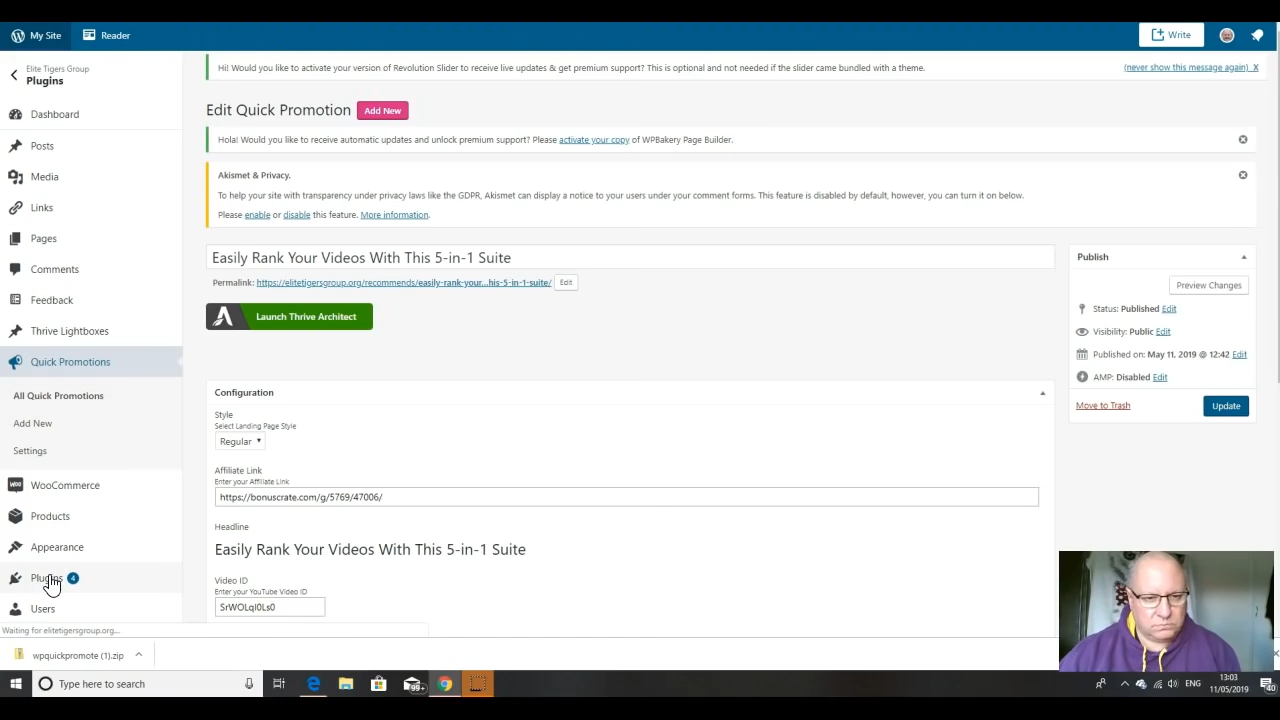 My Site
Reader
Write
Elite Tigers Group
Plugins
Dashboard
Posts
Media
Links
Pages
Comments
Feedback
Thrive Lightboxes
Quick Promotions
All Quick Promotions
Add New
Settings
WooCommerce
Products
Appearance
Plugins 4
Users
Waiting for elitetigersgroup.org...
Hi! Would you like to activate your version of Revolution Slider to receive live updates & get premium support? This is optional and not needed if the slider came bundled with a theme.
(never show this message again) X
Edit Quick Promotion Add New
Hola! Would you like to receive automatic updates and unlock premium support? Please activate your copy of WPBakery Page Builder.
Akismet & Privacy.
To help your site with transparency under privacy laws like the GDPR, Akismet can display a notice to your users under your comment forms. This feature is disabled by default, however, you can turn it on below.
Please enable or disable this feature. More information.
Easily Rank Your Videos With This 5-in-1 Suite
Permalink: https://elitetigersgroup.org/recommends/easily-rank-your...his-5-in-1-suite/ Edit
Launch Thrive Architect
Configuration
Style
Select Landing Page Style
Regular
Affiliate Link
Enter your Affiliate Link
https://bonuscrate.com/g/5769/47006/
Headline
Easily Rank Your Videos With This 5-in-1 Suite
Video ID
Enter your YouTube Video ID
SrWOLqI0Ls0
Publish
Preview Changes
Status: Published Edit
Visibility: Public Edit
Published on: May 11, 2019 @ 12:42 Edit
AMP: Disabled Edit
Move to Trash
Update
wpquickpromote (1).zip
Type here to search
99+
ENG
13:03
11/05/2019
40